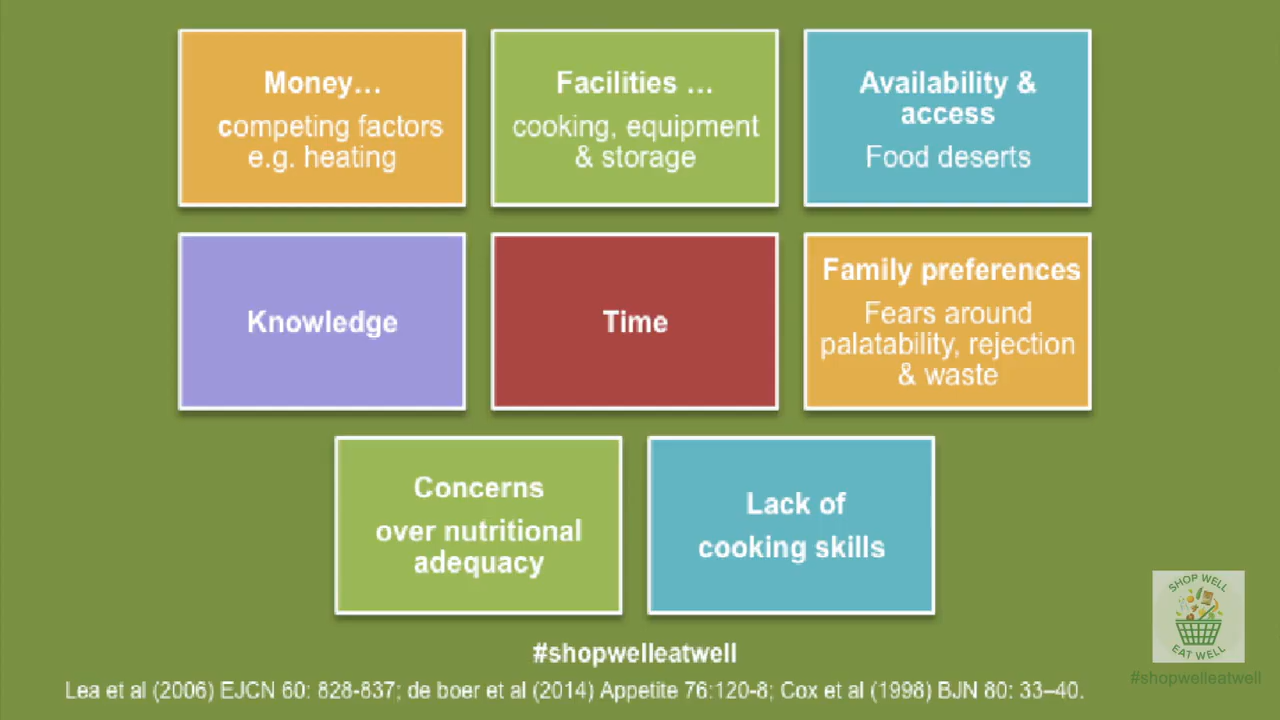 Money…
competing factors
e.g. heating
Facilities …
cooking, equipment
& storage
Availability &
access
Food deserts
Knowledge
Time
Family preferences
Fears around
palatability, rejection
& waste
Concerns
over nutritional
adequacy
Lack of
cooking skills
#shopwelleatwell
Lea et al (2006) EJCN 60: 828-837; de boer et al (2014) Appetite 76:120-8; Cox et al (1998) BJN 80: 33–40.
SHOP WELL
EAT WELL
#shopwelleatwell